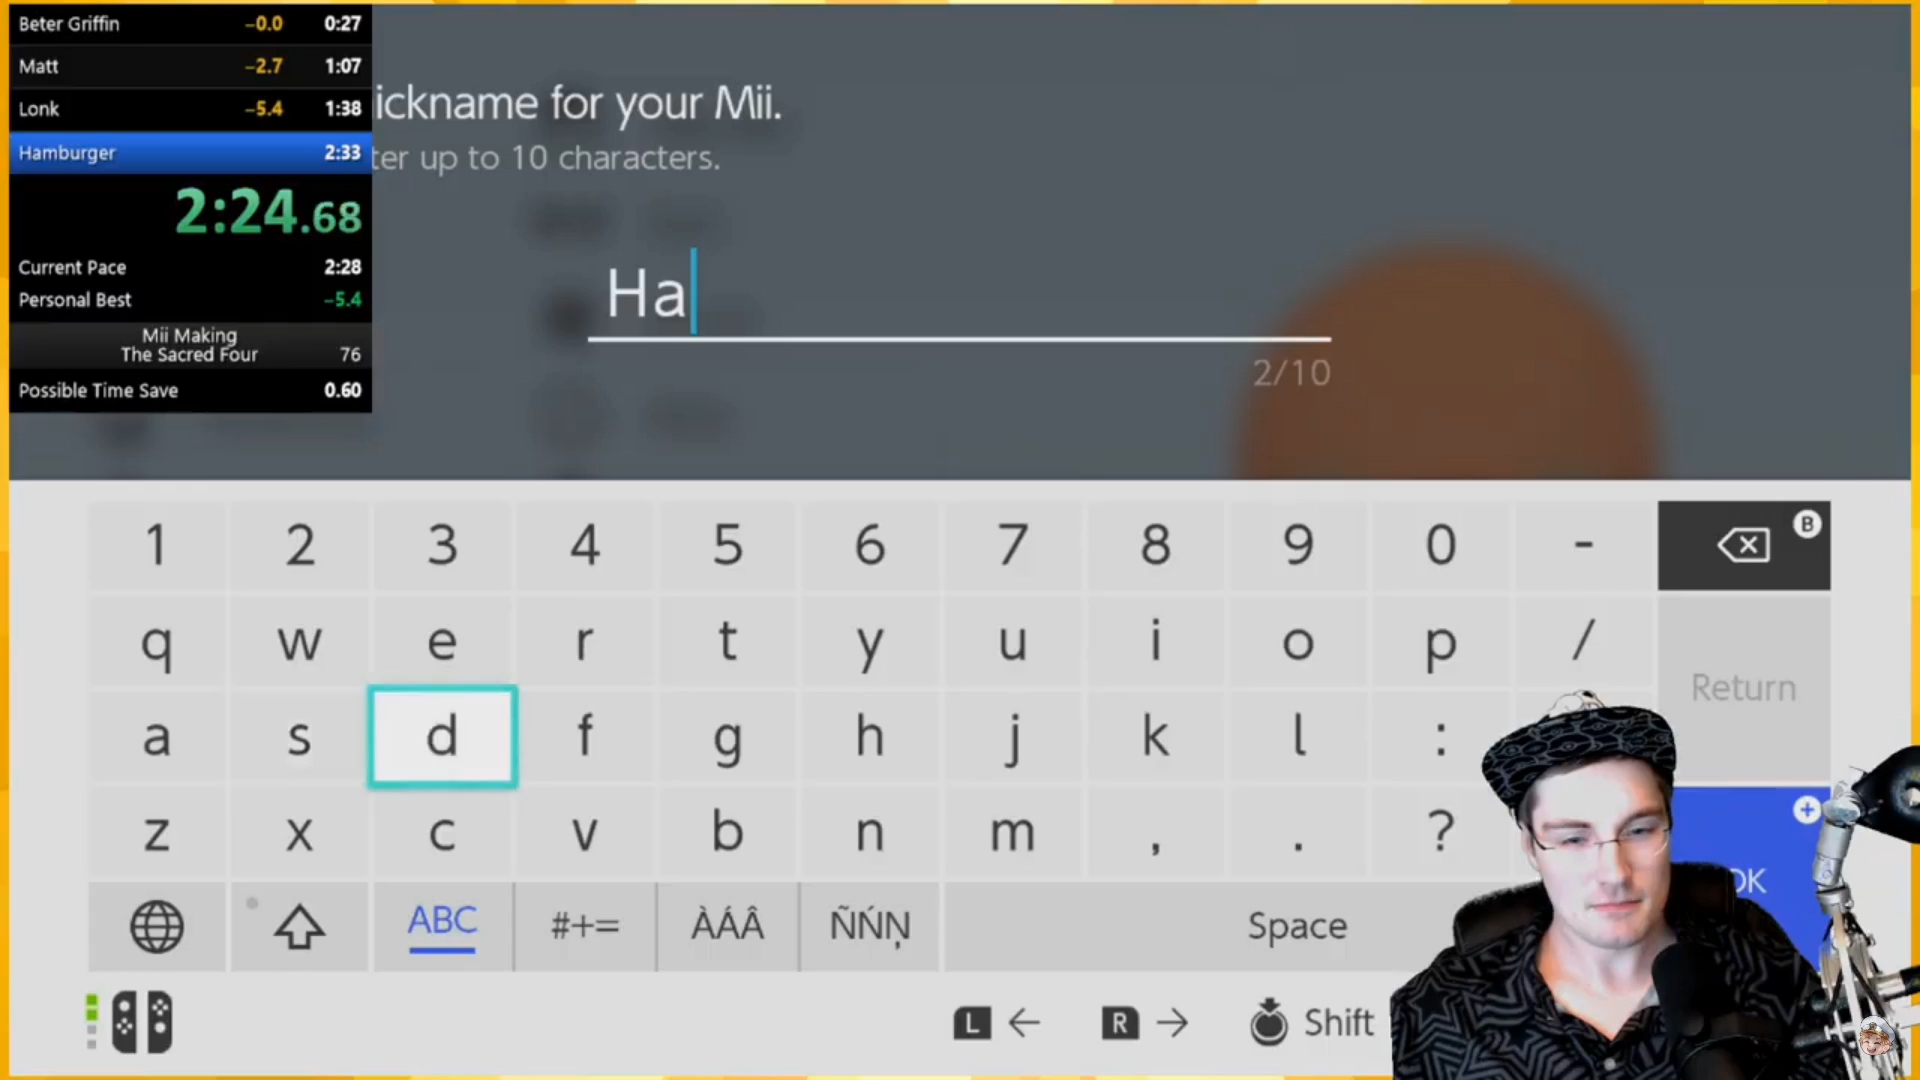 Beter Griffin −0.0 0:27
Matt −2.7 1:07
Lonk −5.4 1:38
Hamburger 2:33
2:24.68
Current Pace 2:28
Personal Best −5.4
Mii Making
The Sacred Four 76
Possible Time Save 0.60
ickname for your Mii.
ter up to 10 characters.
Ha
2/10
1 2 3 4 5 6 7 8 9 0 - B
q w e r t y u i o p /
Return
a s d f g h j k l :
z x c v b n m , . ?
OK
ABC #+= ÀÁÂ ÑŃŅ Space
L ← R → Shift